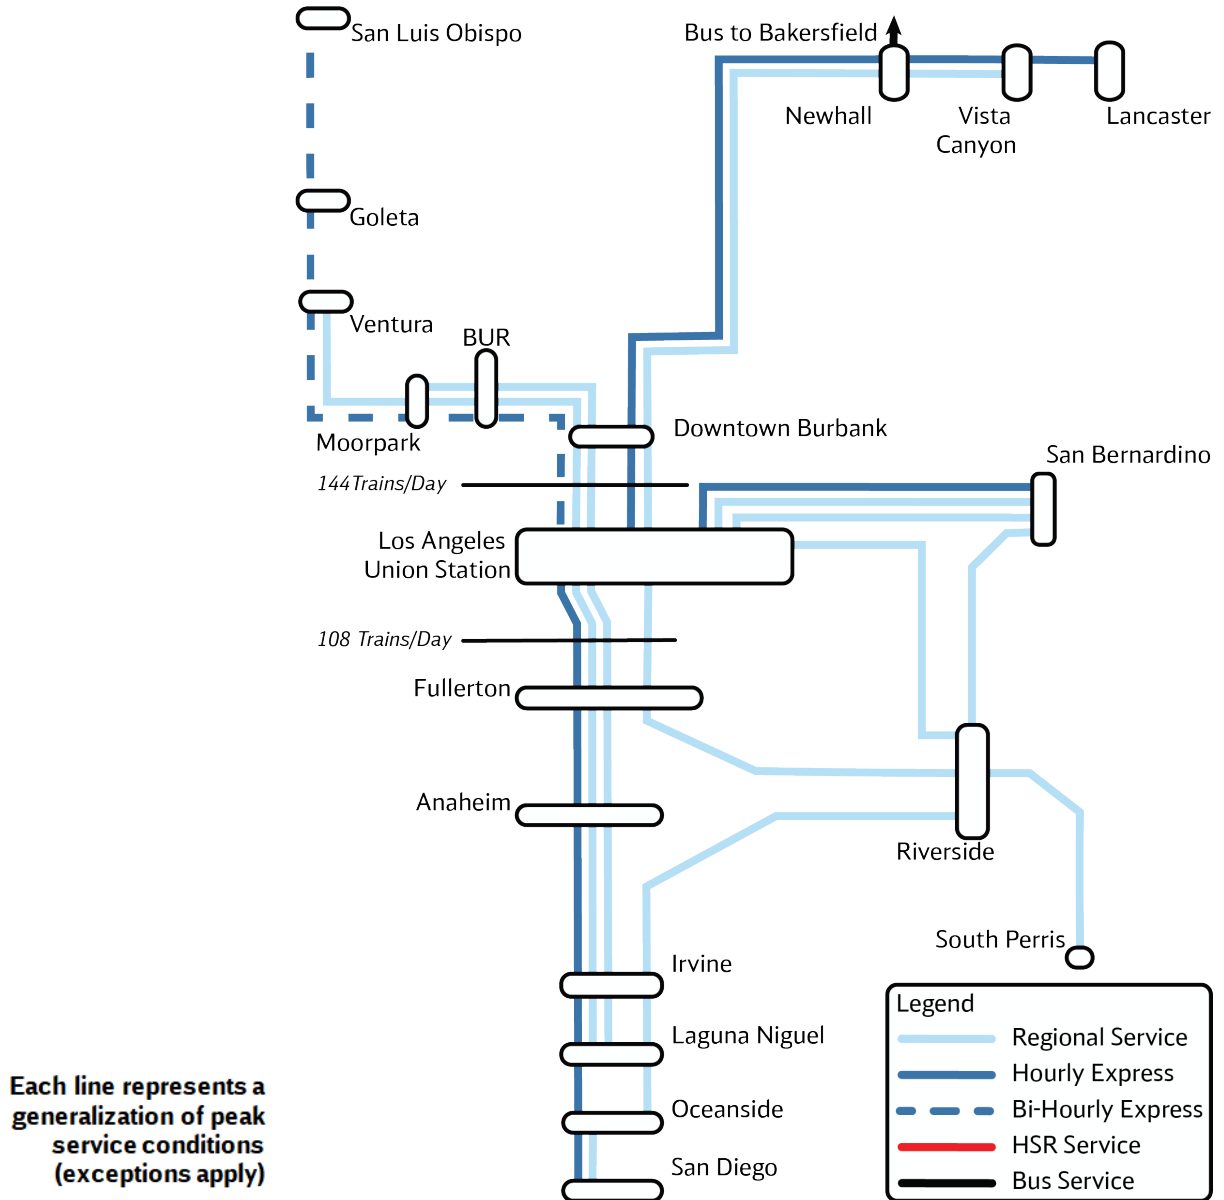 San Luis Obispo
Bus to Bakersfield
Newhall
Vista
Canyon
Lancaster
Goleta
Ventura
BUR
Moorpark
Downtown Burbank
144Trains/Day
San Bernardino
Los Angeles
Union Station
108 Trains/Day
Fullerton
Anaheim
Riverside
South Perris
Irvine
Laguna Niguel
Oceanside
San Diego
Legend
Regional Service
Hourly Express
Bi-Hourly Express
HSR Service
Bus Service
Each line represents a
generalization of peak
service conditions
(exceptions apply)